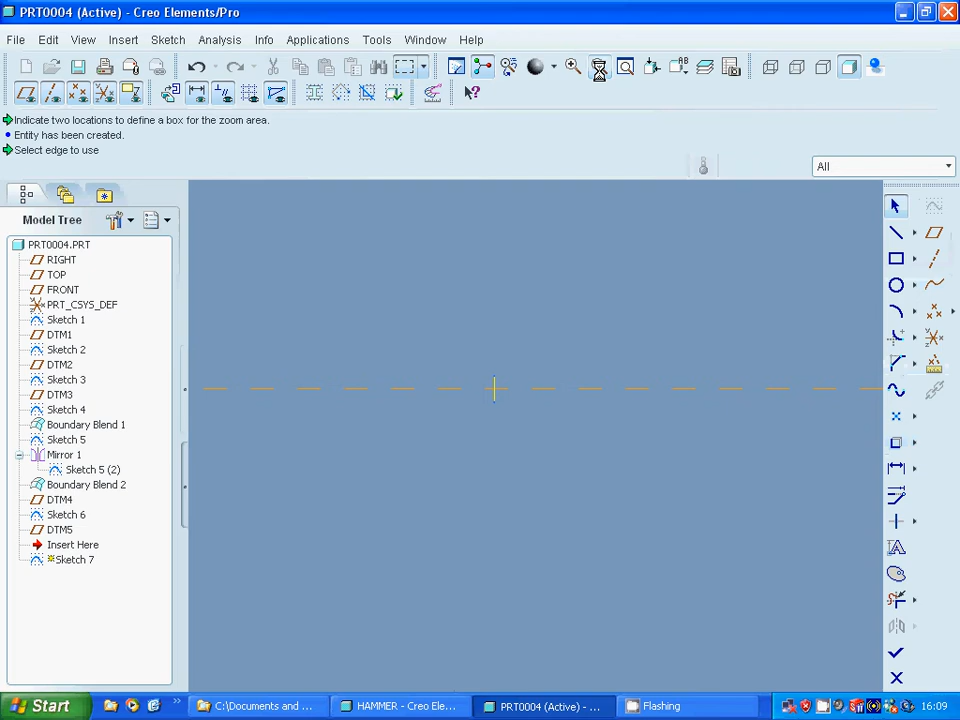 PRT0004 (Active) - Creo Elements/Pro
File Edit View Insert Sketch Analysis Info Applications Tools Window Help
Indicate two locations to define a box for the zoom area.
Entity has been created.
Select edge to use
All
Model Tree
PRT0004.PRT
RIGHT
TOP
FRONT
PRT_CSYS_DEF
Sketch 1
DTM1
Sketch 2
DTM2
Sketch 3
DTM3
Sketch 4
Boundary Blend 1
Sketch 5
Mirror 1
Sketch 5 (2)
Boundary Blend 2
DTM4
Sketch 6
DTM5
Insert Here
Sketch 7
Start
C:\Documents and ...
HAMMER - Creo Ele...
PRT0004 (Active) - ...
Flashing
16:09